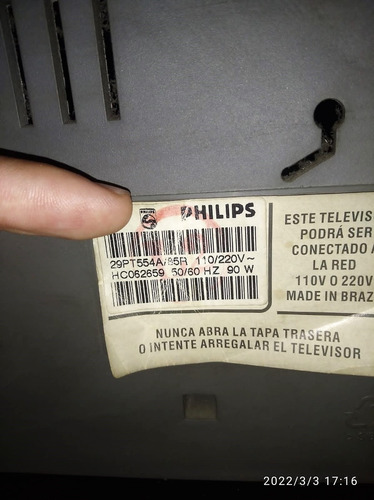 PHILIPS
29PT554A/85R 110/220V~
HC062659 50/60 HZ 90 W
ESTE TELEVIS
PODRÁ SER
CONECTADO A
LA RED
110V O 220V
MADE IN BRAZ
NUNCA ABRA LA TAPA TRASERA
O INTENTE ARREGALAR EL TELEVISOR
2022/3/3 17:16